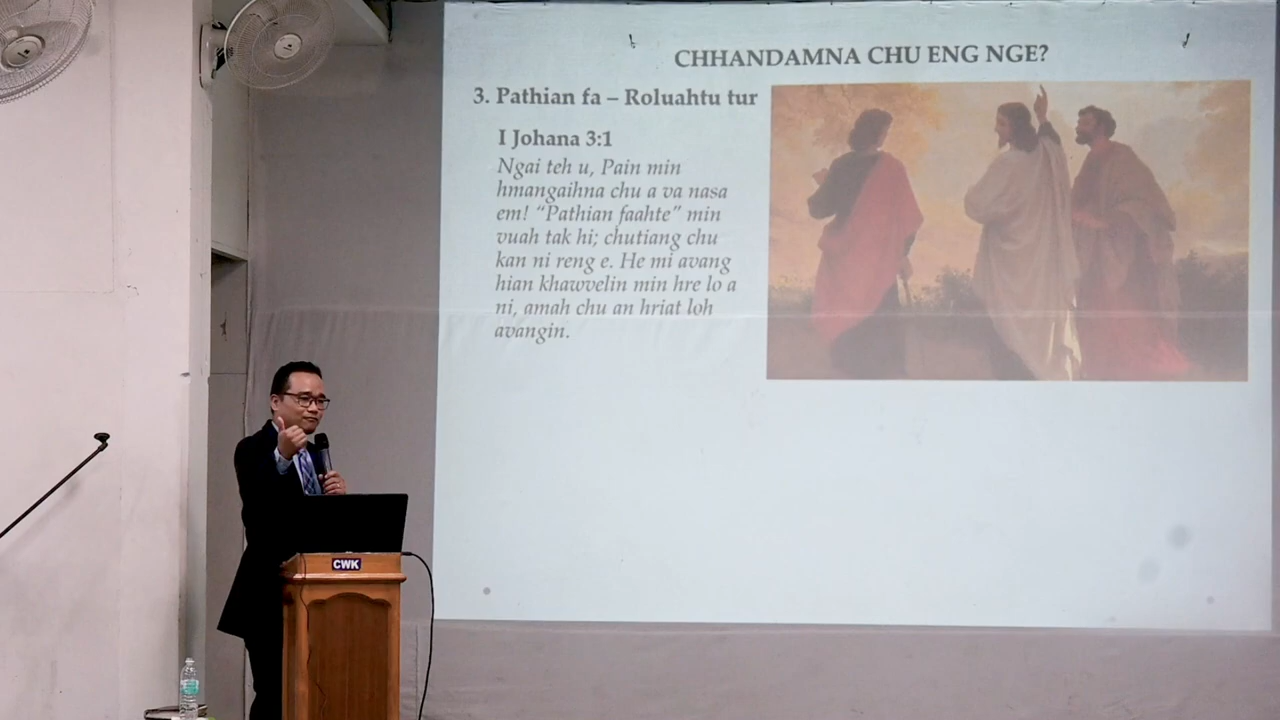 CHHANDAMNA CHU ENG NGE?
3. Pathian fa – Roluahtu tur
I Johana 3:1
Ngai teh u, Pain min
hmangaihna chu a va nasa
em! “Pathian faahte” min
vuah tak hi; chutiang chu
kan ni reng e. He mi avang
hian khawvelin min hre lo a
ni, amah chu an hriat loh
avangin.
CWK